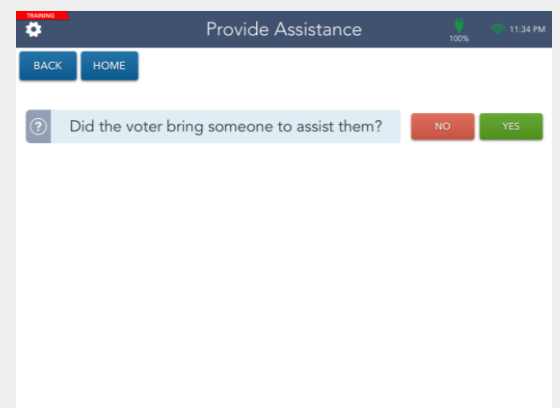 TRAINING
Provide Assistance
100%
11:34 PM
BACK
HOME
Did the voter bring someone to assist them?
NO
YES